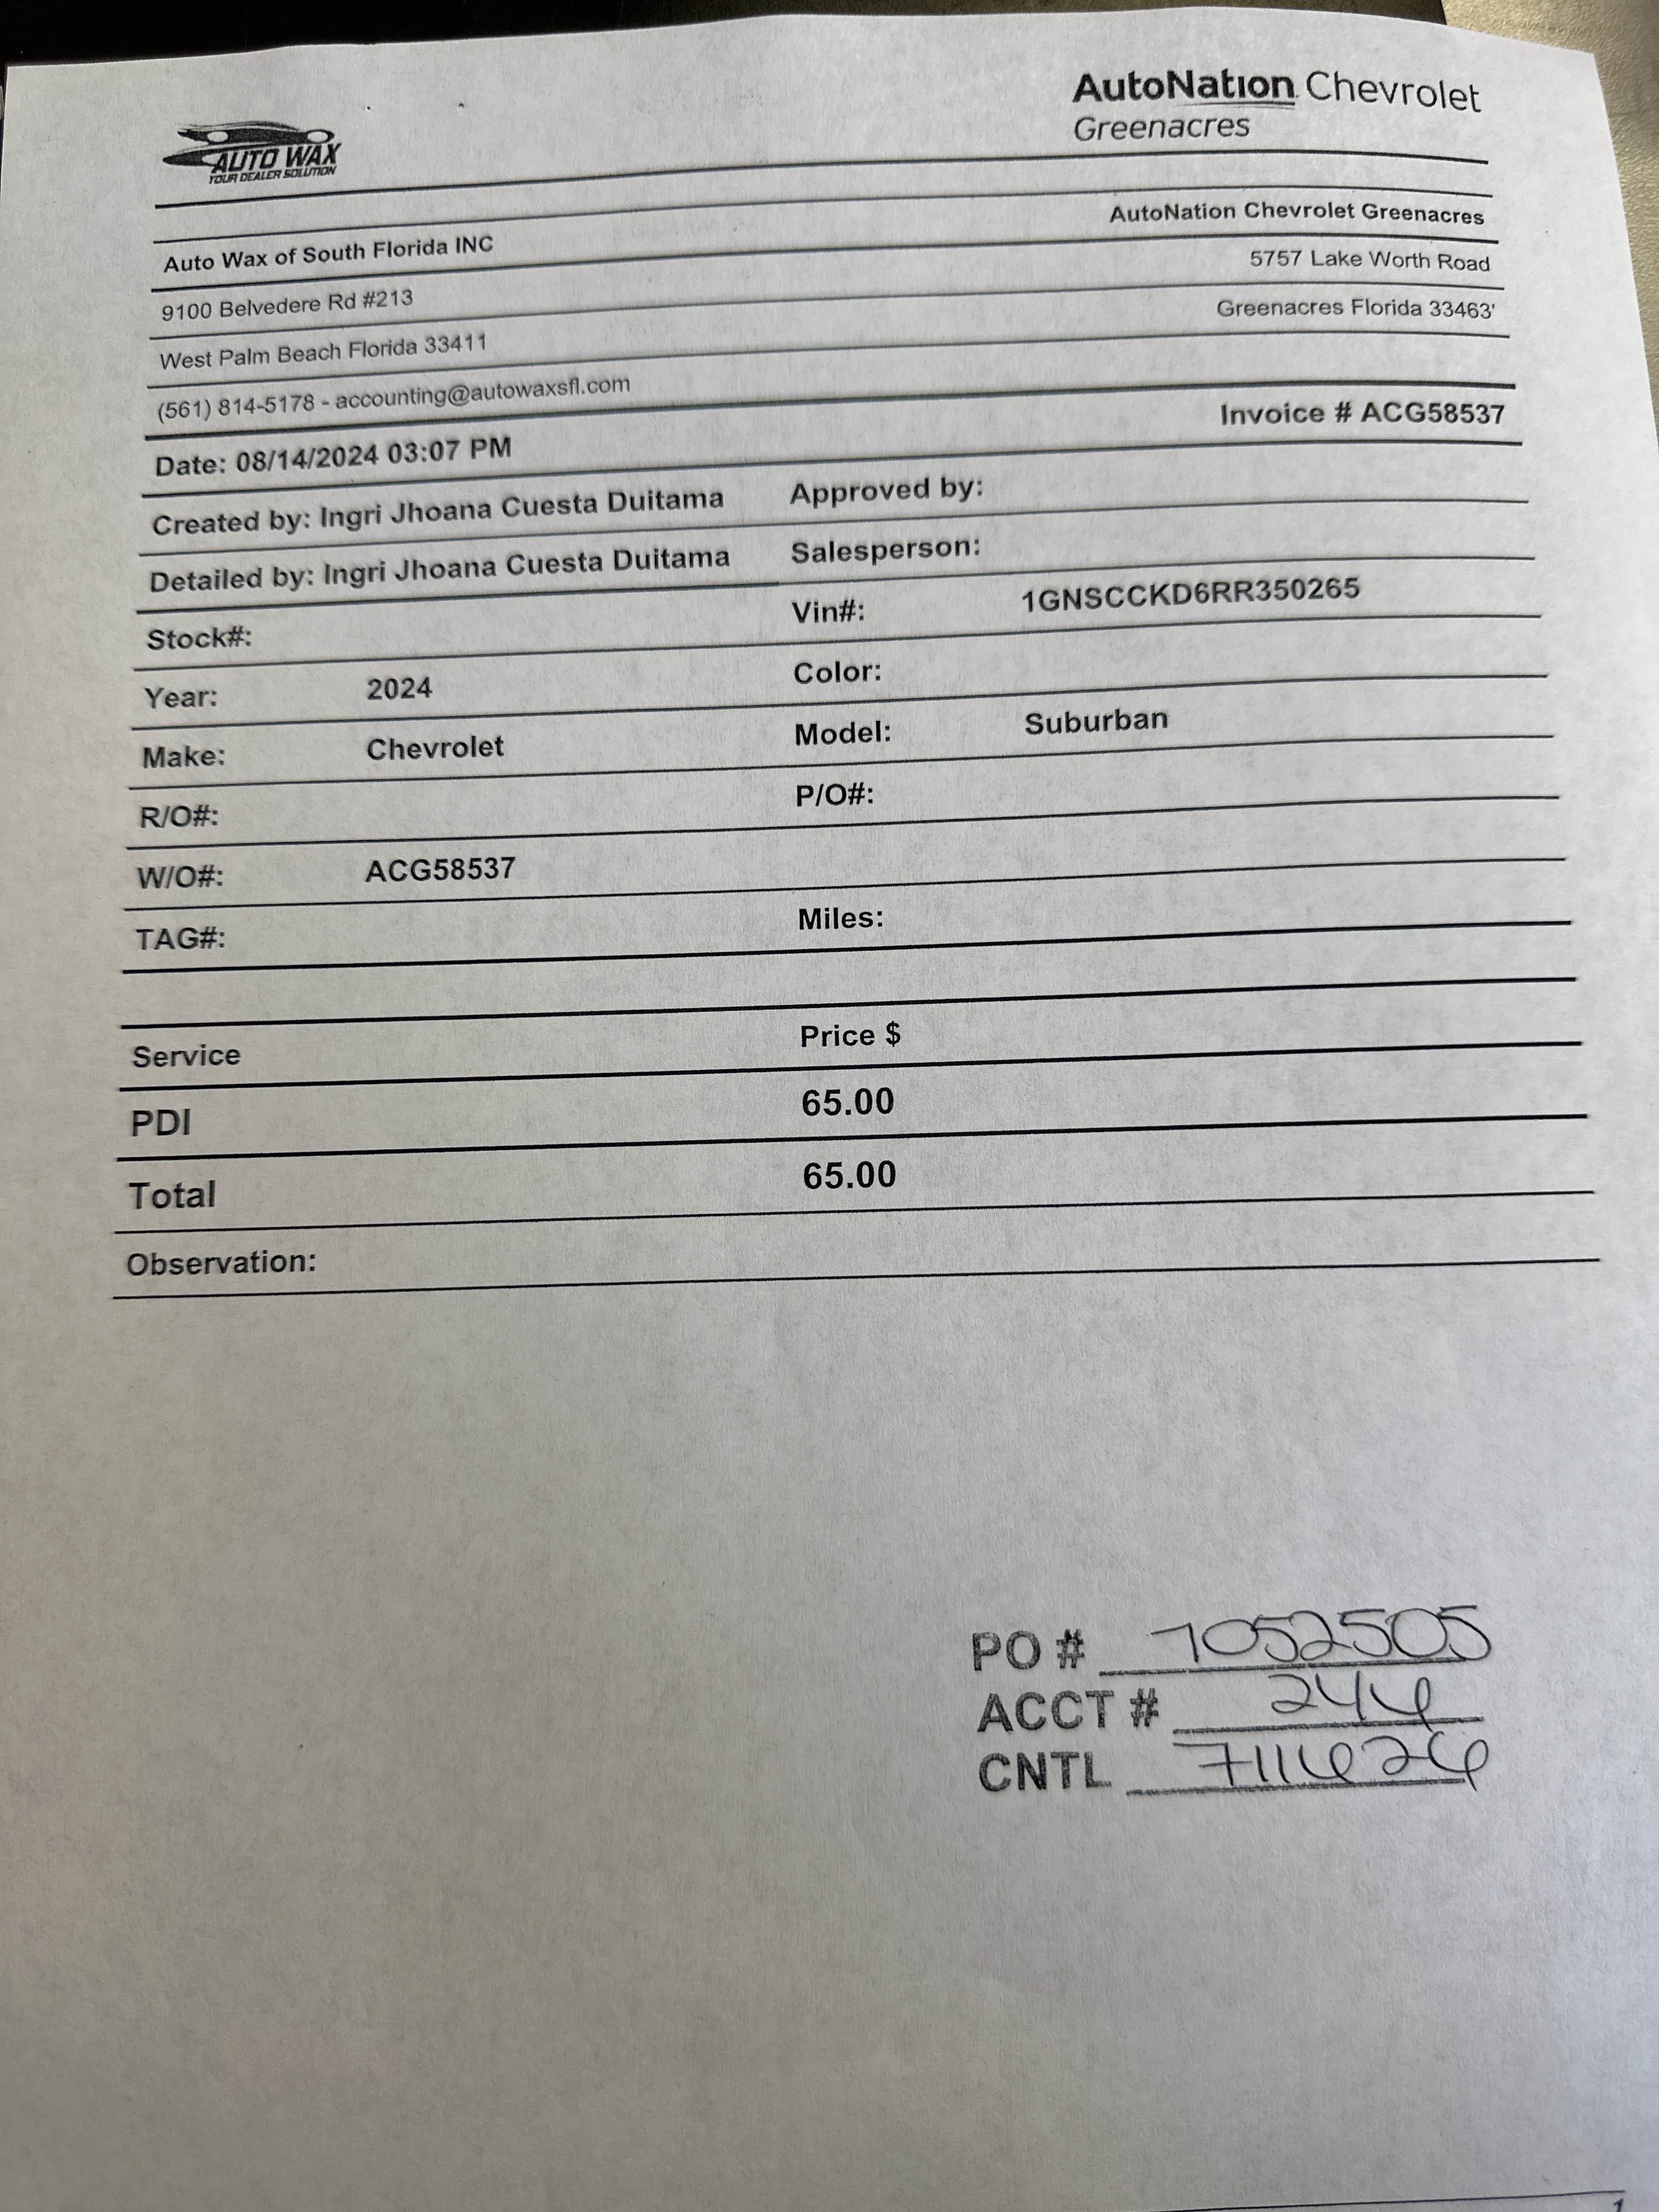 AUTO WAX
YOUR DEALER SOLUTION
AutoNation Chevrolet
Greenacres
Auto Wax of South Florida INC
AutoNation Chevrolet Greenacres
9100 Belvedere Rd #213
5757 Lake Worth Road
West Palm Beach Florida 33411
Greenacres Florida 33463'
(561) 814-5178 - accounting@autowaxsfl.com
Date: 08/14/2024 03:07 PM
Invoice # ACG58537
Created by: Ingri Jhoana Cuesta Duitama Approved by:
Detailed by: Ingri Jhoana Cuesta Duitama Salesperson:
Stock#: Vin#: 1GNSCCKD6RR350265
Year: 2024 Color:
Make: Chevrolet Model: Suburban
R/O#: P/O#:
W/O#: ACG58537
TAG#: Miles:
Service Price $
PDI 65.00
Total 65.00
Observation:
PO # 7052505
ACCT #
CNTL
1